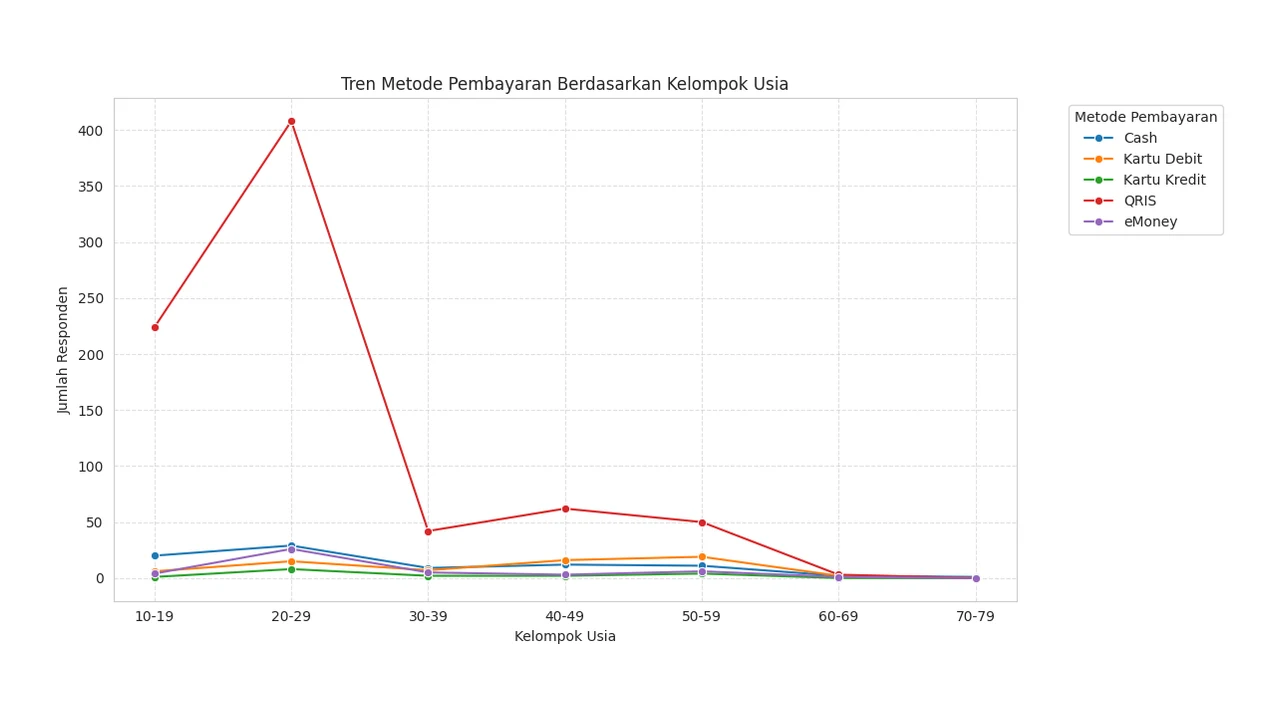 Tren Metode Pembayaran Berdasarkan Kelompok Usia
Metode Pembayaran
Cash
Kartu Debit
Kartu Kredit
QRIS
eMoney
Jumlah Responden
400
350
300
250
200
150
100
50
0
10-19 20-29 30-39 40-49 50-59 60-69 70-79
Kelompok Usia